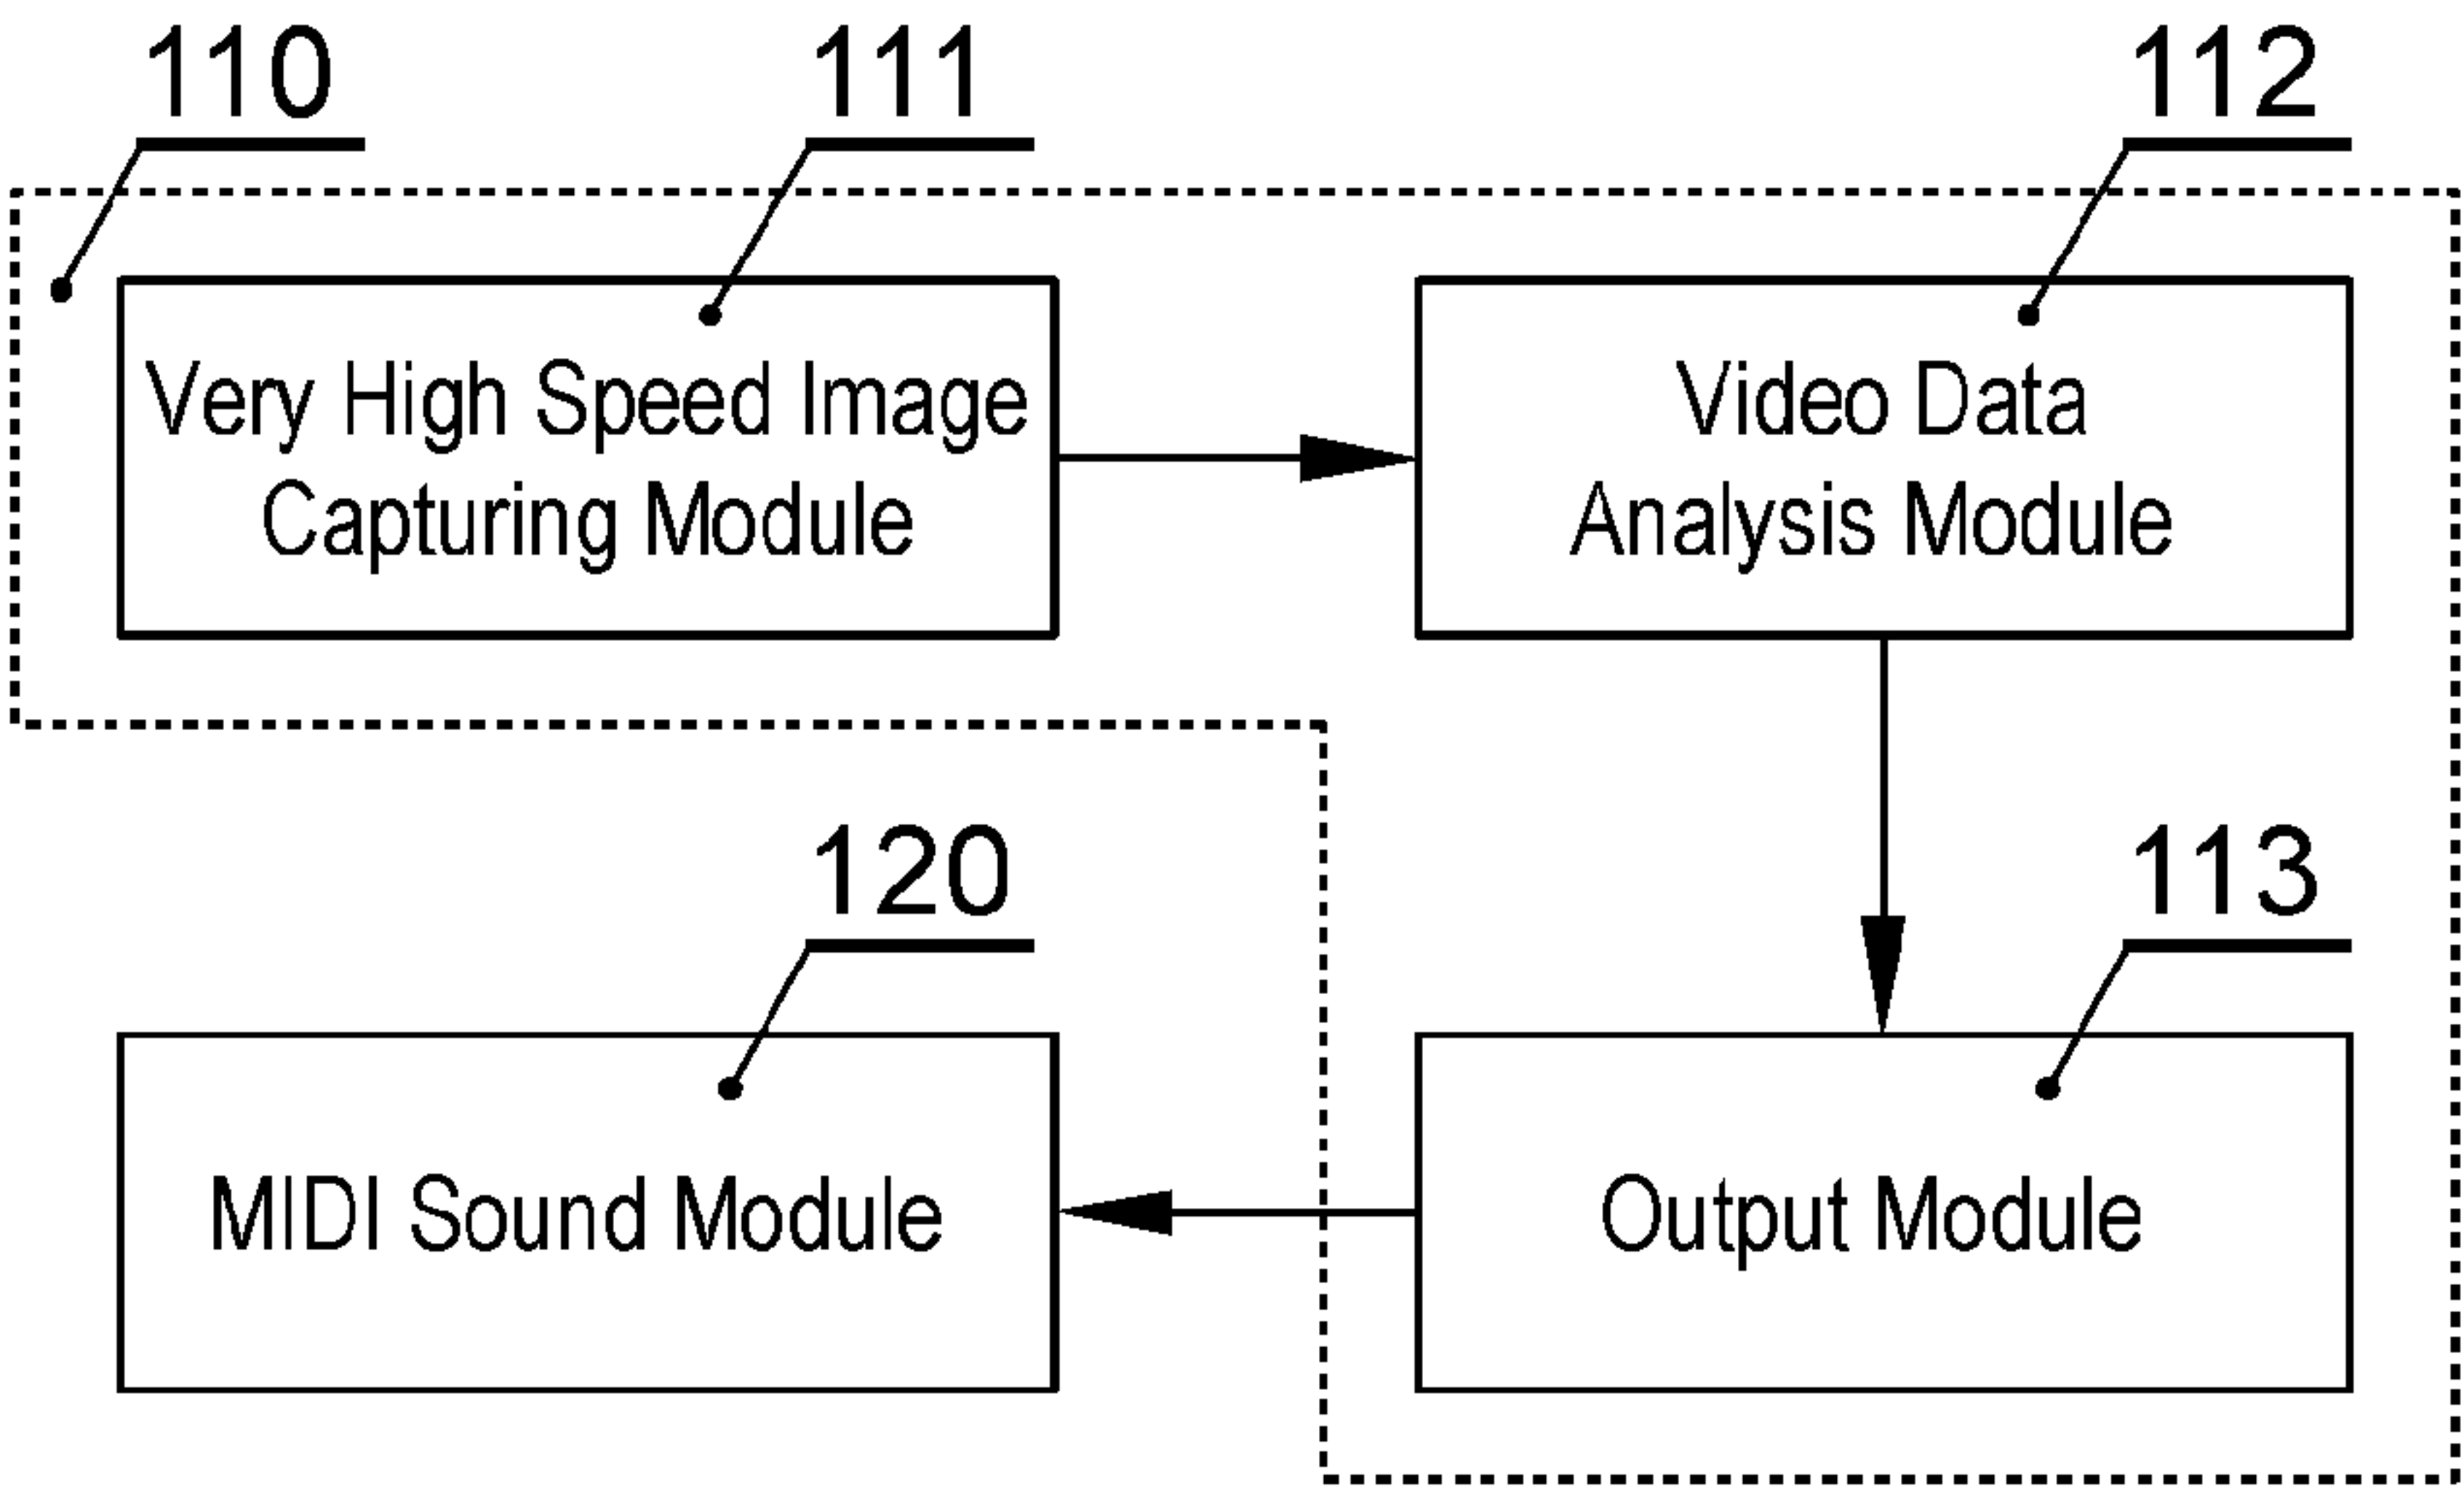 110
111
112
Very High Speed Image
Capturing Module
Video Data
Analysis Module
120
113
MIDI Sound Module
Output Module